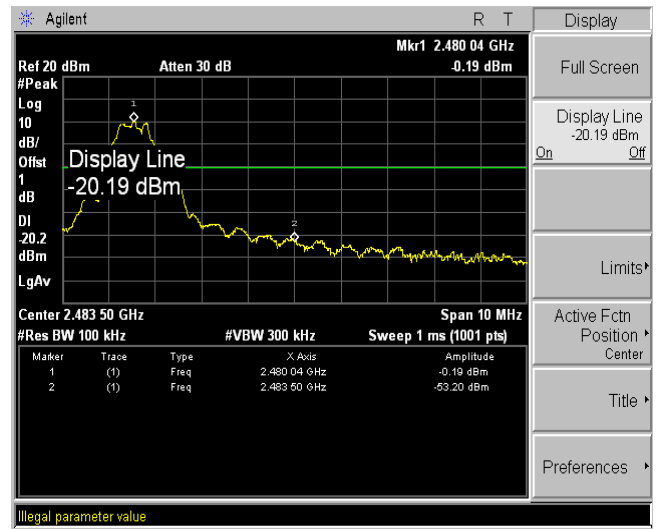 Agilent
R T
Display
Mkr1 2.480 04 GHz
Ref 20 dBm
Atten 30 dB
-0.19 dBm
#Peak
Log
10
dB/
Offst
1
dB
DI
-20.2
dBm
LgAv
1
Display Line
-20.19 dBm
2
Center 2.483 50 GHz
Span 10 MHz
#Res BW 100 kHz
#VBW 300 kHz
Sweep 1 ms (1001 pts)
Marker Trace Type X Axis Amplitude
1 (1) Freq 2.480 04 GHz -0.19 dBm
2 (1) Freq 2.483 50 GHz -53.20 dBm
Full Screen
Display Line
-20.19 dBm
On Off
Limits
Active Fctn
Position
Center
Title
Preferences
Illegal parameter value